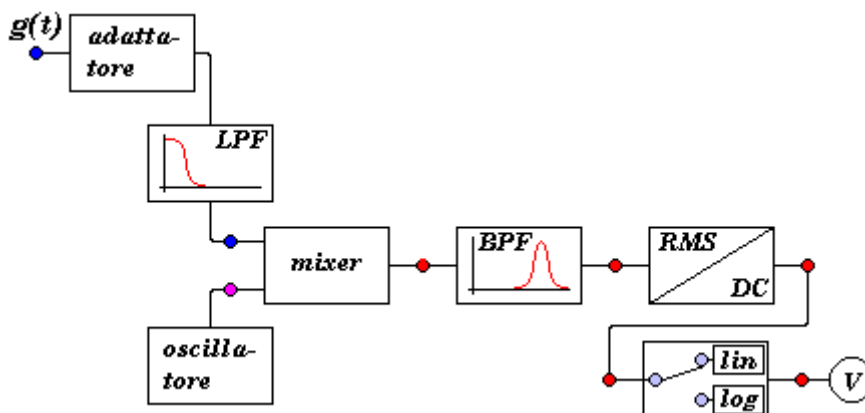 g(t)
adatta-
tore
LPF
mixer
BPF
RMS
DC
oscilla-
tore
lin
log
V